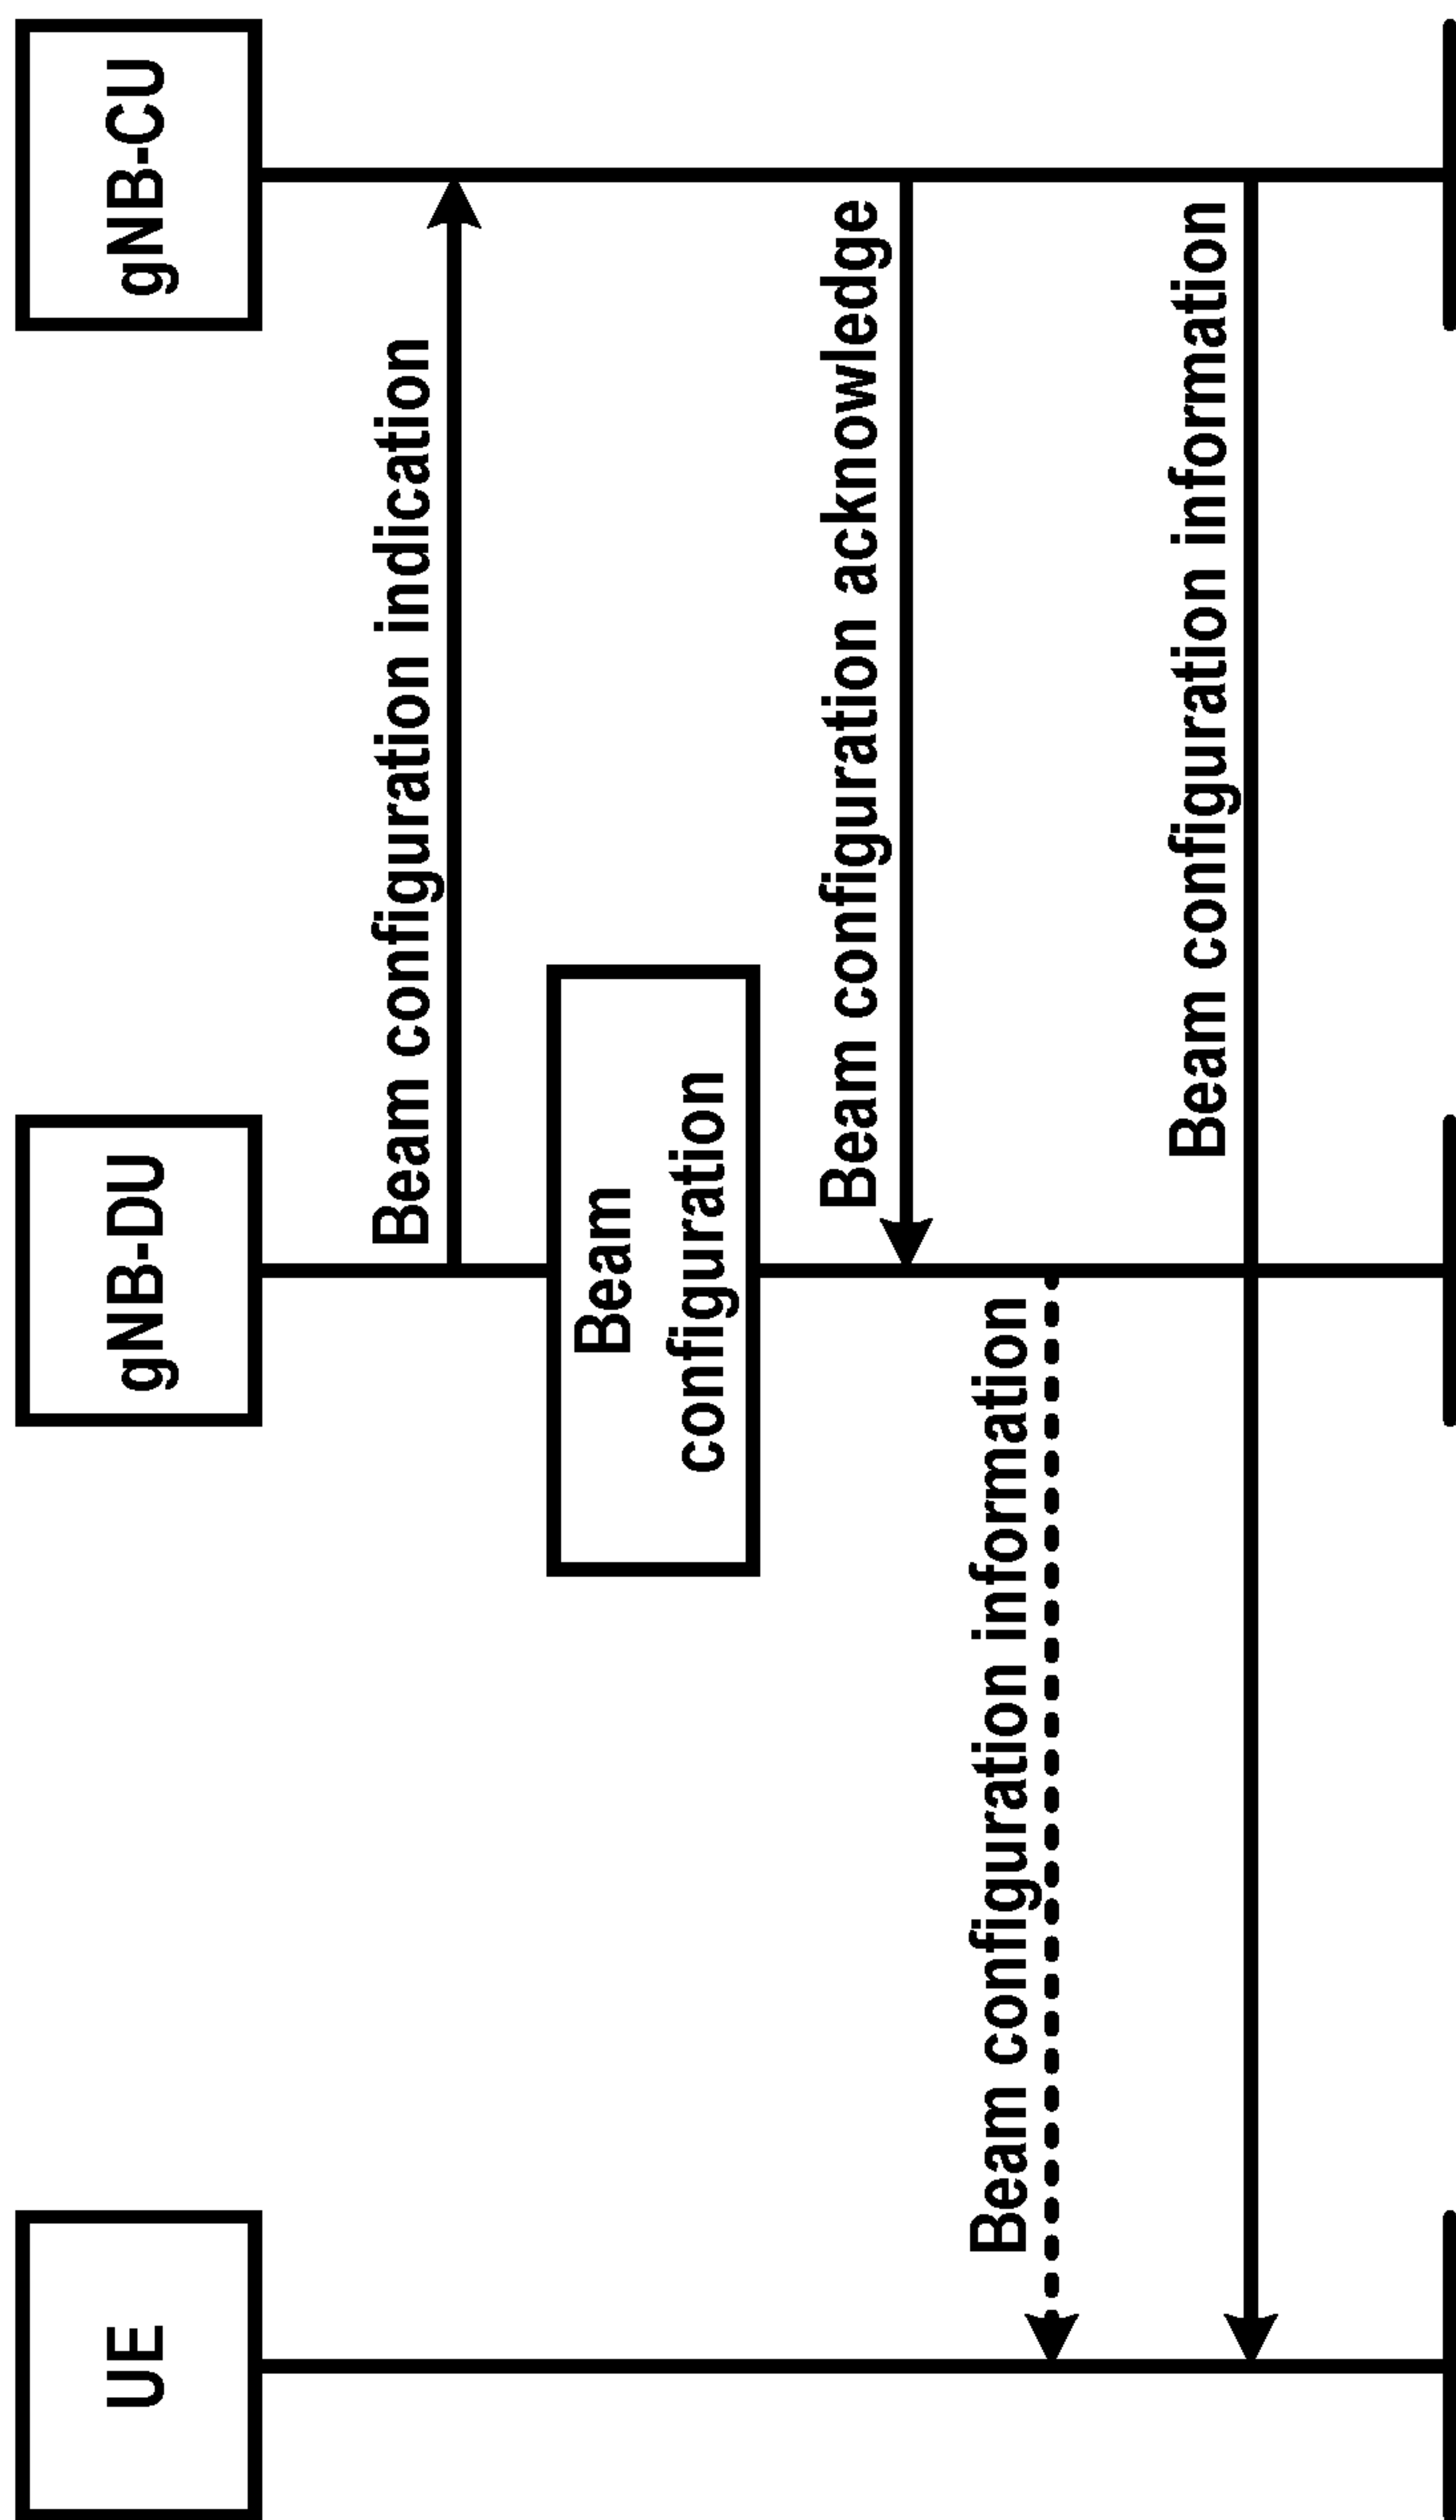 UE
gNB-DU
gNB-CU
Beam configuration indication
Beam
configuration
Beam configuration acknowledge
Beam configuration information
Beam configuration information